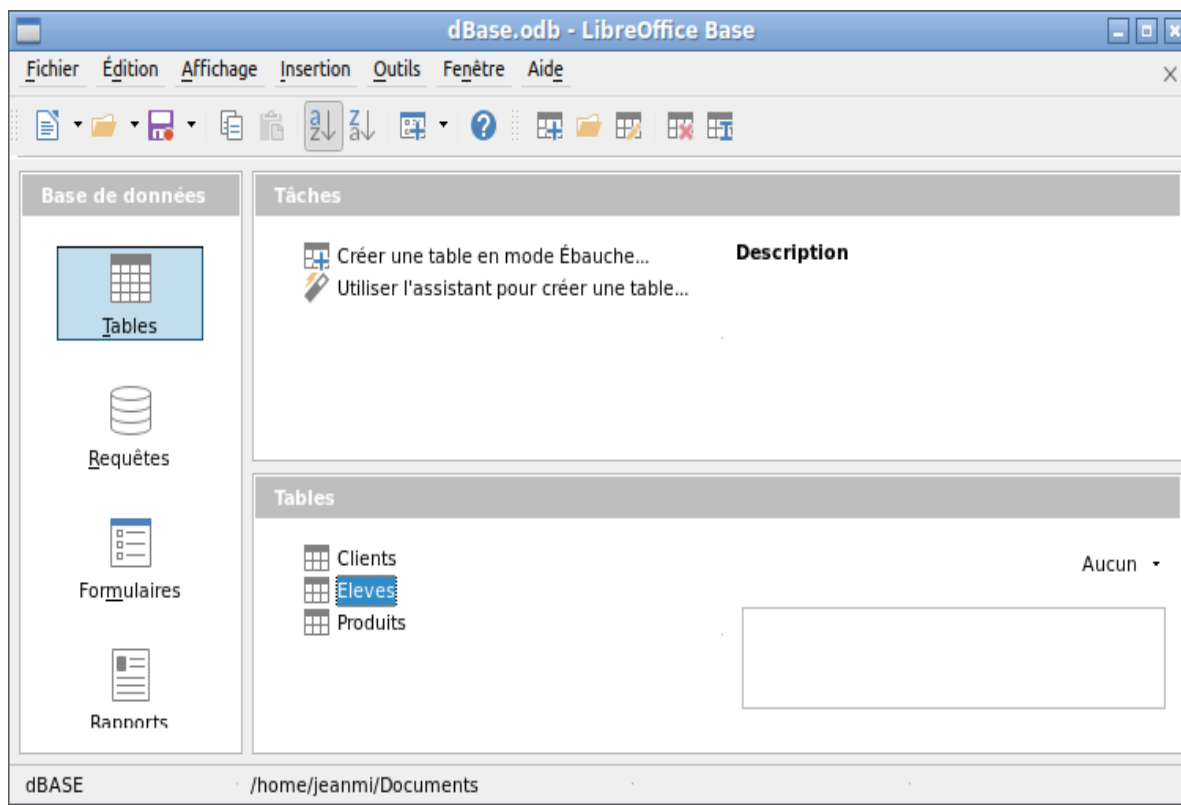 dBase.odb - LibreOffice Base
Fichier Édition Affichage Insertion Outils Fenêtre Aide
Base de données
Tables
Requêtes
Formulaires
Rapports
Tâches
Créer une table en mode Ébauche...
Utiliser l'assistant pour créer une table...
Description
Tables
Clients
Eleves
Produits
Aucun
dBASE /home/jeanmi/Documents